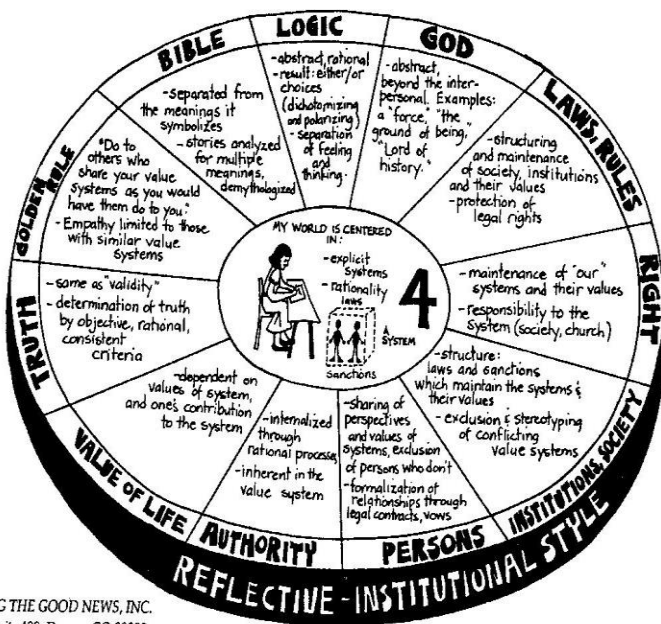 BIBLE
-separated from
the meanings it
symbolizes
-stories analyzed
for multiple
meanings,
demythologized
LOGIC
-abstract, rational
-result: either/or
choices
(dichotomizing
and polarizing)
-separation
of feeling
and
thinking.
GOD
-abstract,
beyond the inter-
personal. Examples:
a "force," "the
ground of being,"
"Lord of
history."
LAWS, RULES
-structuring
and maintenance
of society, institutions
and their values
-protection of
legal rights
RIGHT
-maintenance of "our"
systems and their values
-responsibility to the
System (society, church)
INSTITUTIONS, SOCIETY
-structure:
laws and sanctions
which maintain the systems &
their values
-exclusion & stereotyping
of conflicting
value systems
PERSONS
-sharing of
perspectives
and values of
systems, exclusion
of persons who don't
-formalization of
relationships through
legal contracts, vows
AUTHORITY
-internalized
through
rational processes
-inherent in the
value system
VALUE OF LIFE
-dependent on
values of system,
and one's contribution
to the system
TRUTH
-same as "validity"
-determination of truth
by objective, rational,
consistent
criteria
GOLDEN RULE
"Do to
others who
share your value
systems as you would
have them do to you."
-Empathy limited to those
with similar value
systems
MY WORLD IS CENTERED
IN:
-explicit
systems
-rationality
laws
4
A
SYSTEM
sanctions
REFLECTIVE-INSTITUTIONAL STYLE
G THE GOOD NEWS, INC.